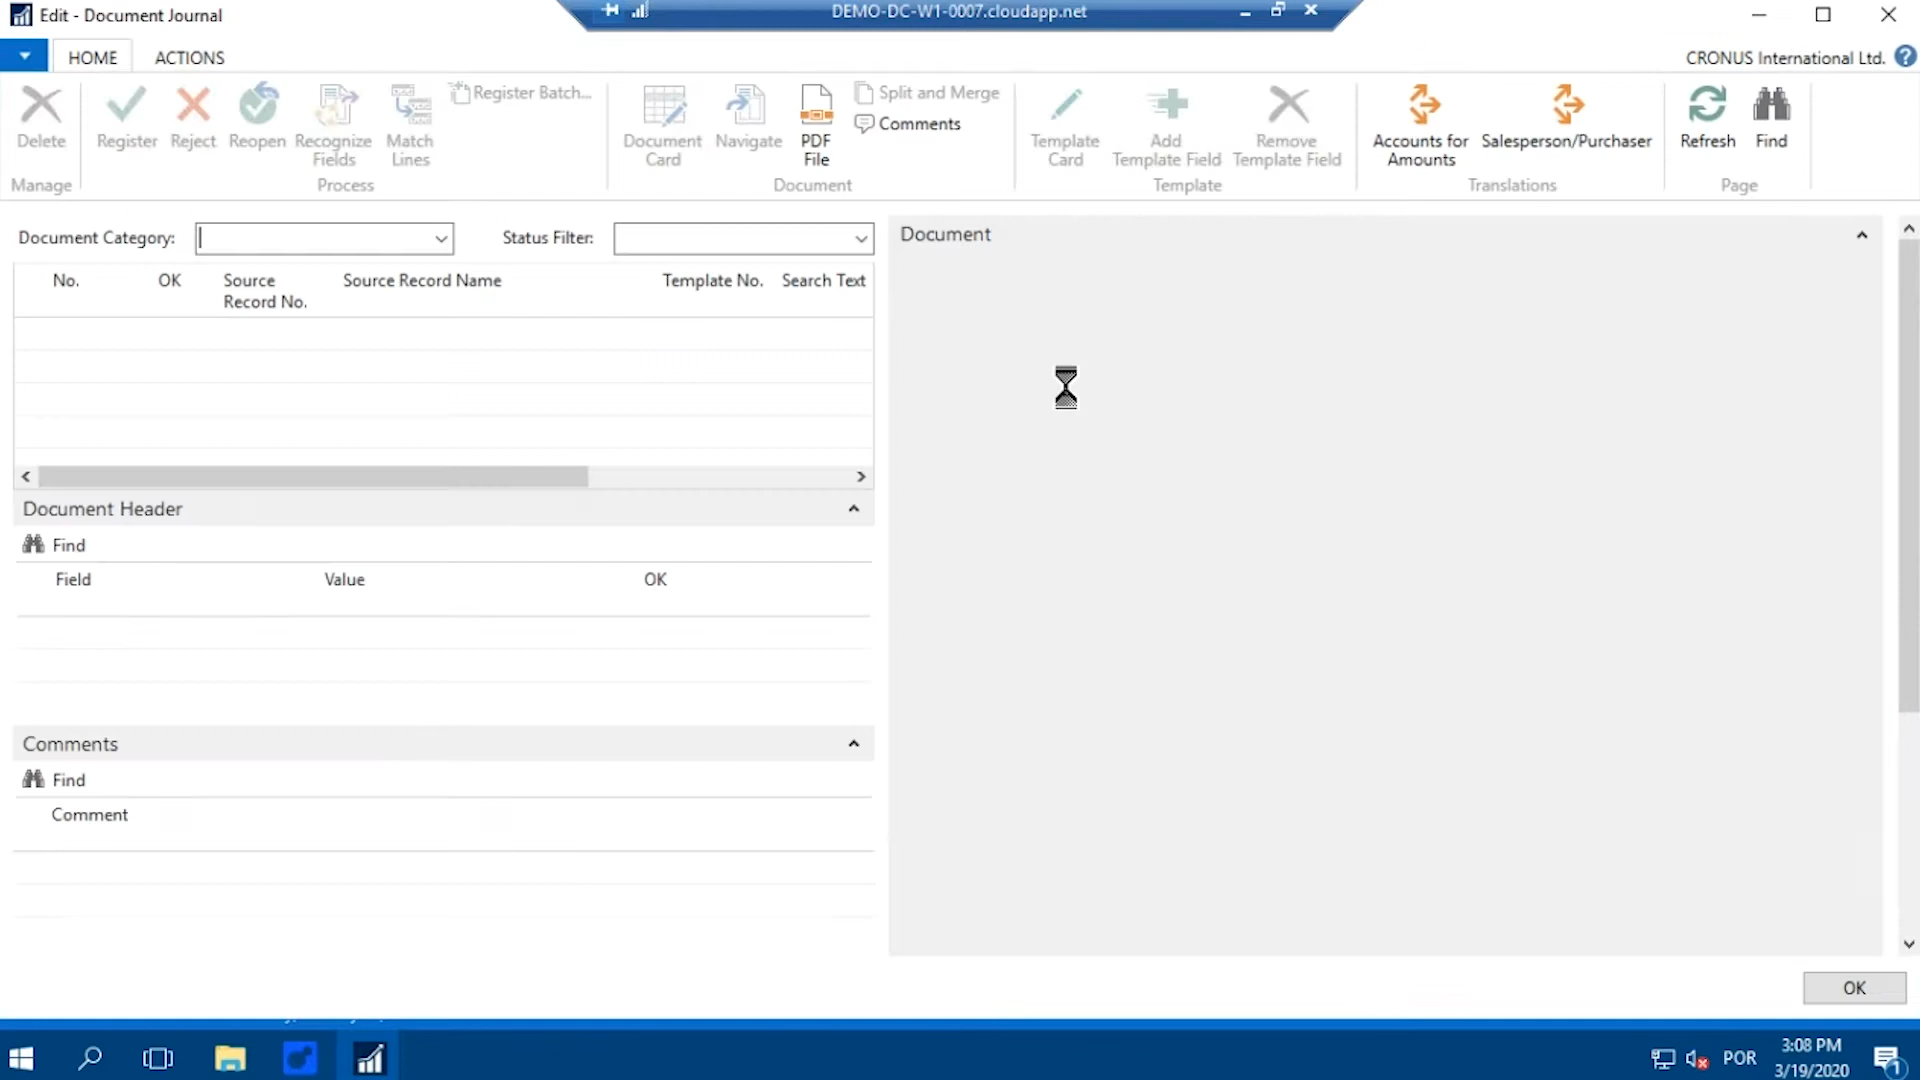 Edit - Document Journal
DEMO-DC-W1-0007.cloudapp.net
HOME
ACTIONS
CRONUS International Ltd.
Delete
Register
Reject
Reopen
Recognize
Fields
Match
Lines
Register Batch...
Document
Card
Navigate
PDF
File
Split and Merge
Comments
Template
Card
Add
Template Field
Remove
Template Field
Accounts for
Amounts
Salesperson/Purchaser
Refresh
Find
Manage
Process
Document
Template
Translations
Page
Document Category:
Status Filter:
Document
No.
OK
Source
Record No.
Source Record Name
Template No.
Search Text
Document Header
Find
Field
Value
OK
Comments
Find
Comment
OK
POR
3:08 PM
3/19/2020
1